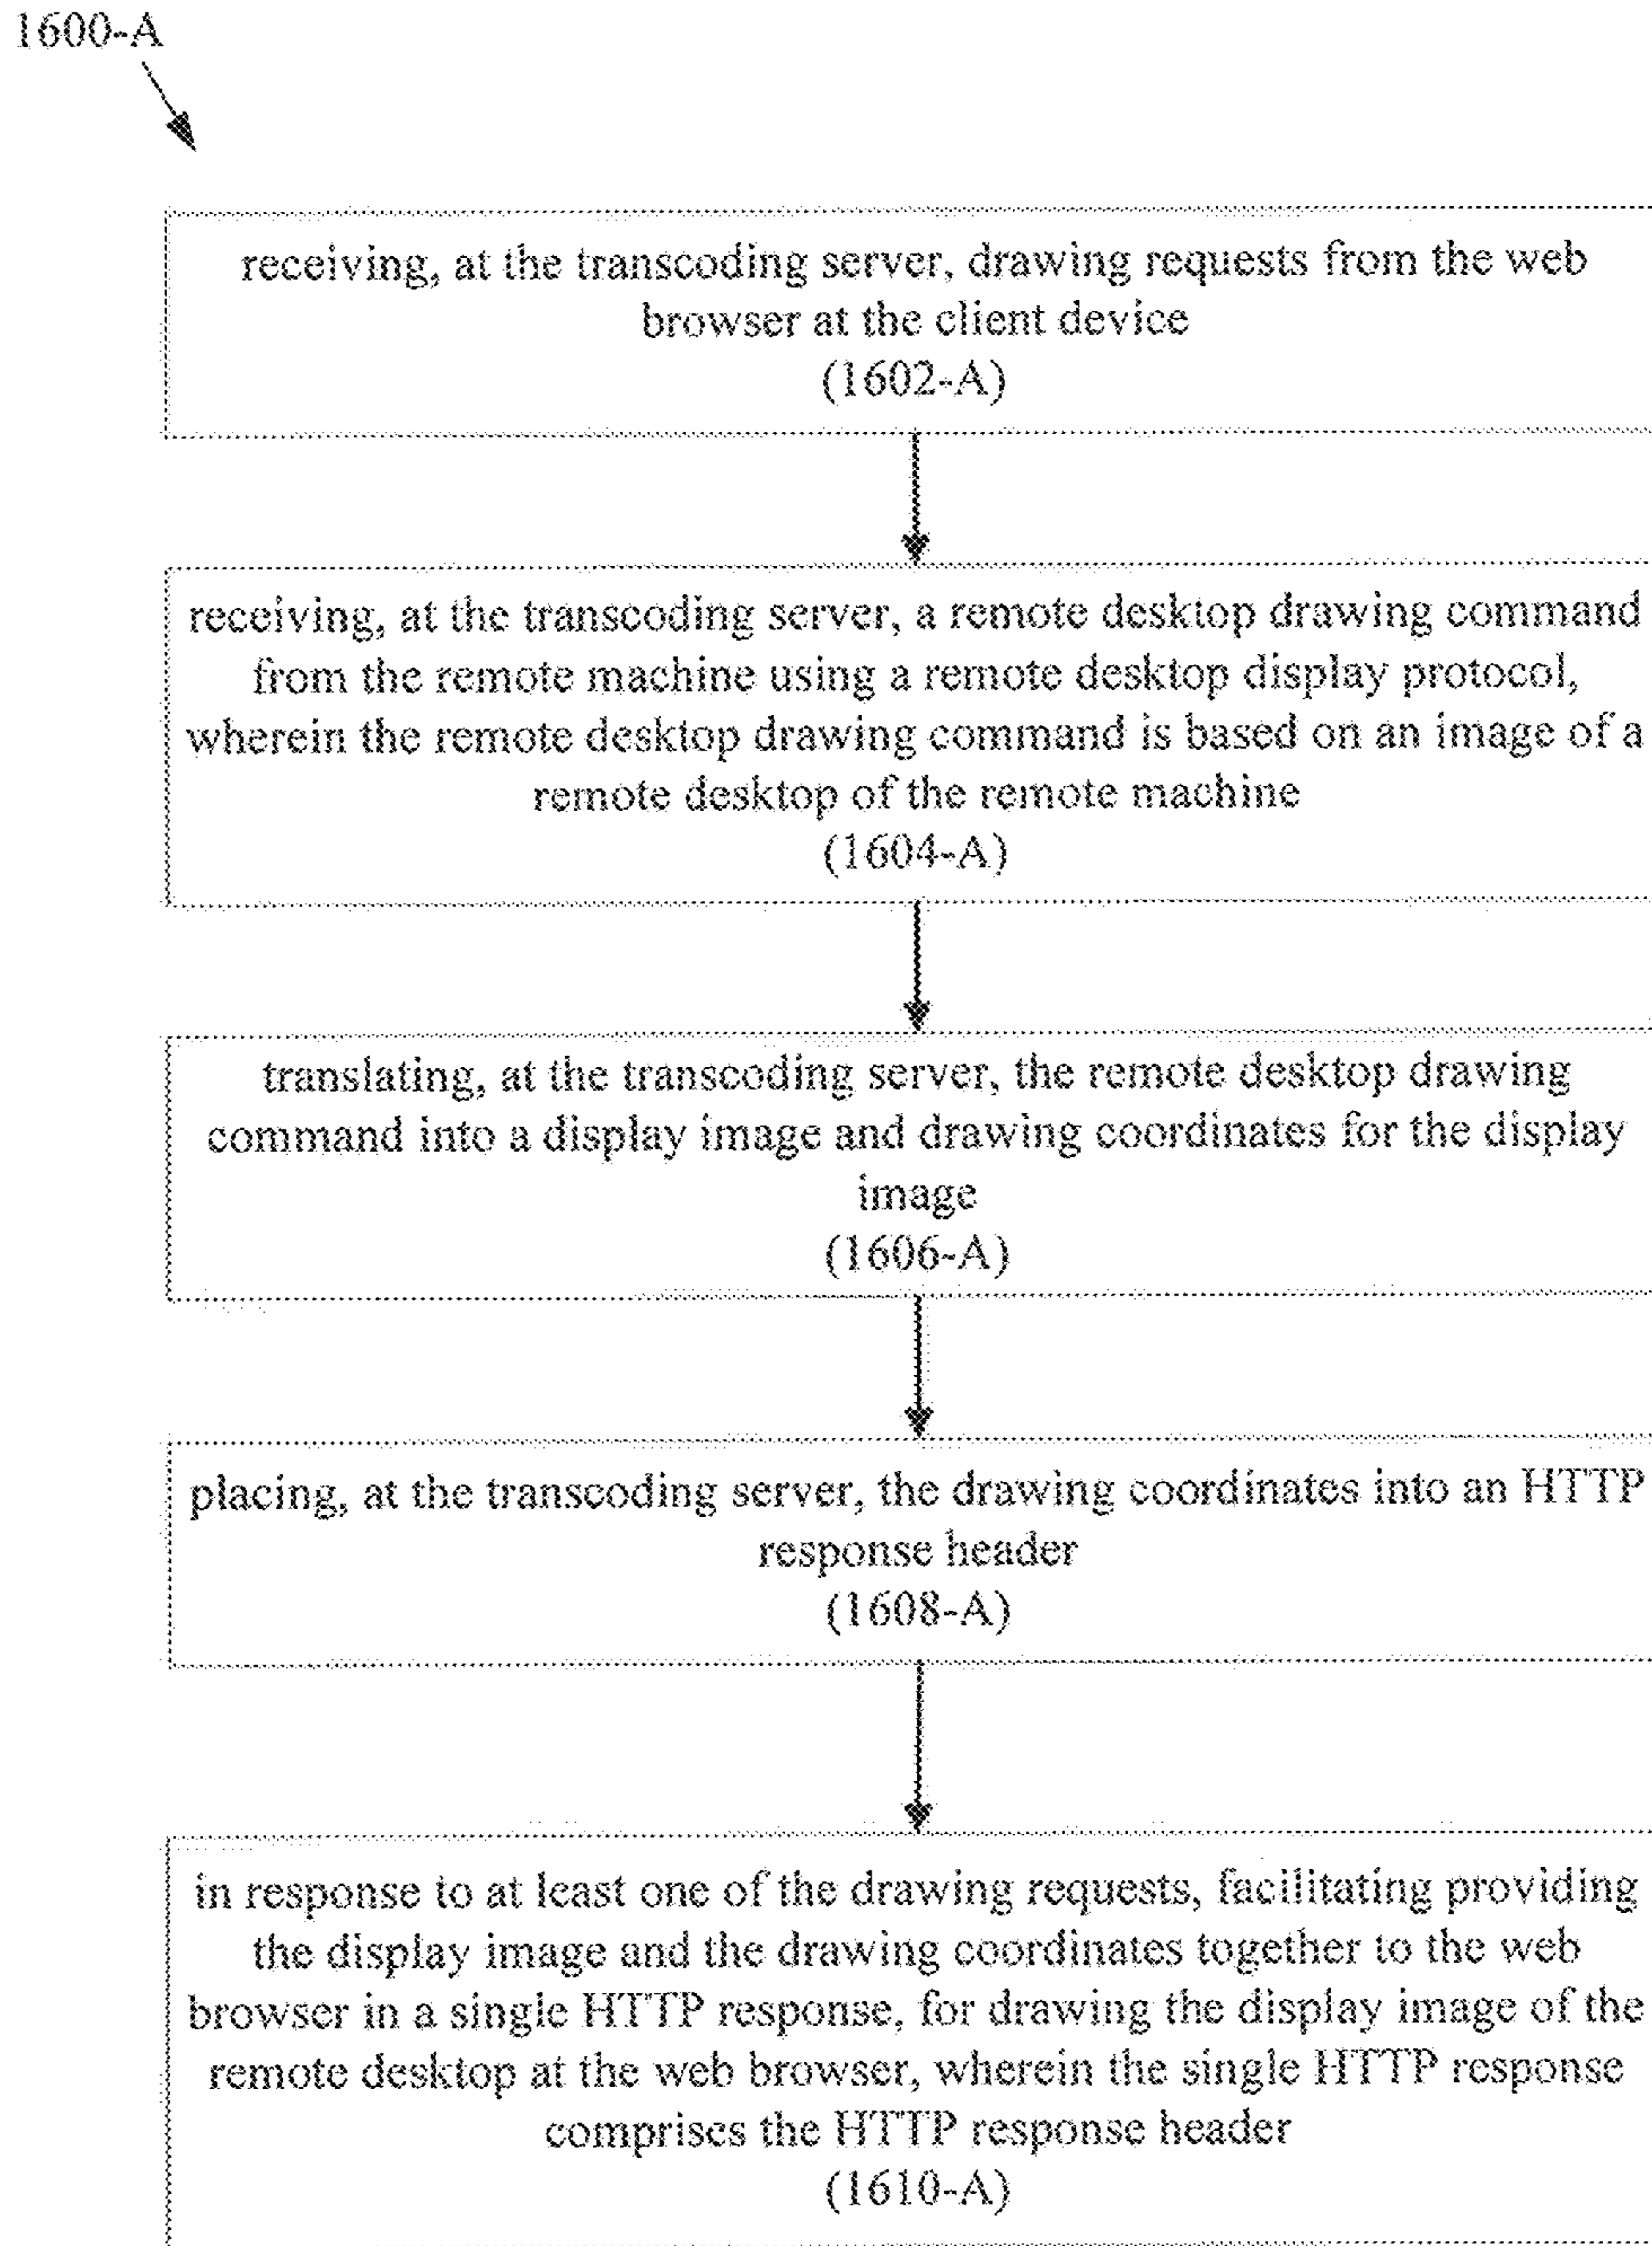 1600-A
receiving, at the transcoding server, drawing requests from the web
browser at the client device
(1602-A)
receiving, at the transcoding server, a remote desktop drawing command
from the remote machine using a remote desktop display protocol,
wherein the remote desktop drawing command is based on an image of a
remote desktop of the remote machine
(1604-A)
translating, at the transcoding server, the remote desktop drawing
command into a display image and drawing coordinates for the display
image
(1606-A)
placing, at the transcoding server, the drawing coordinates into an HTTP
response header
(1608-A)
in response to at least one of the drawing requests, facilitating providing
the display image and the drawing coordinates together to the web
browser in a single HTTP response, for drawing the display image of the
remote desktop at the web browser, wherein the single HTTP response
comprises the HTTP response header
(1610-A)